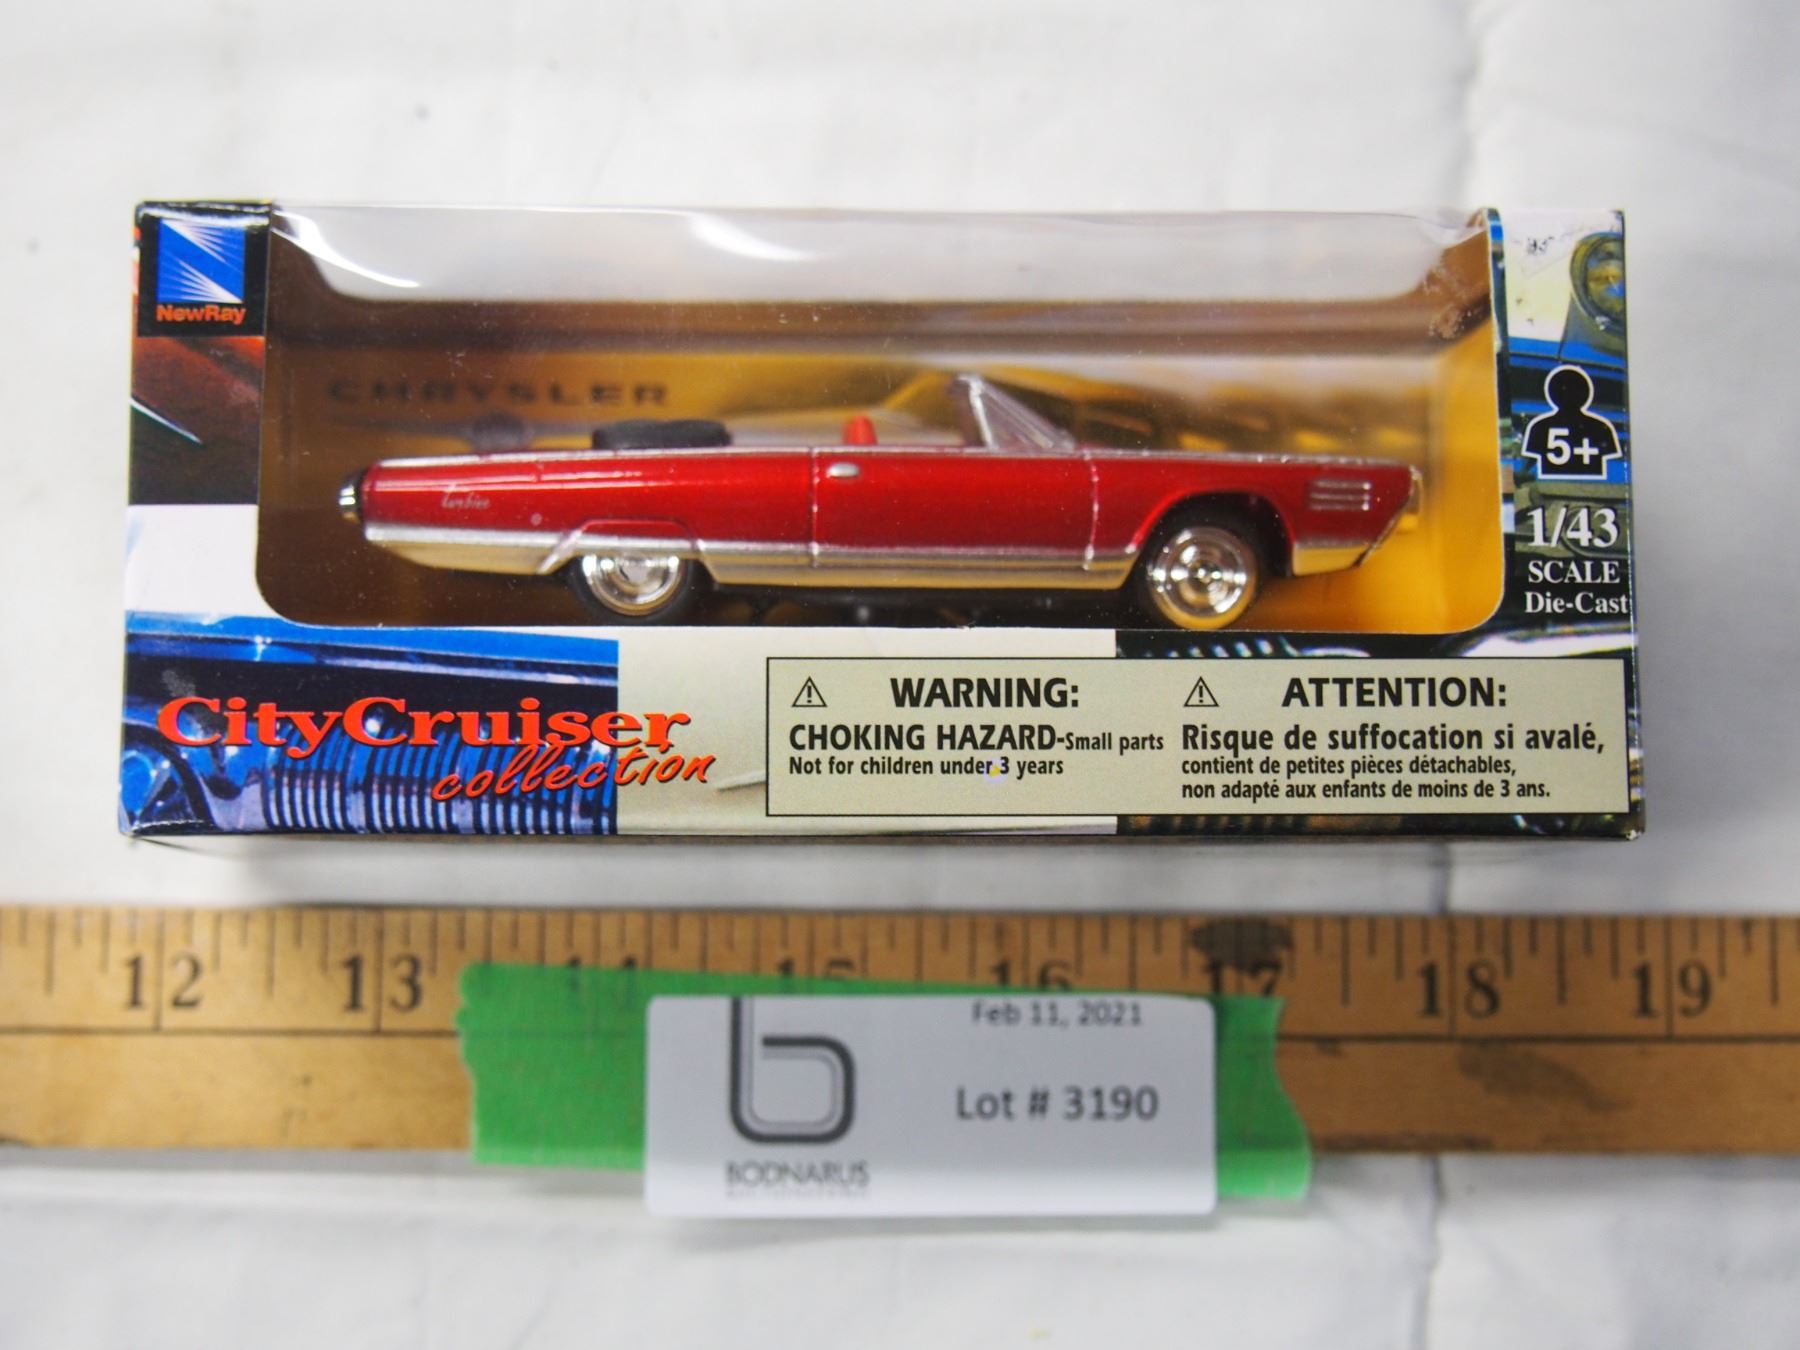 NewRay
CHRYSLER
5+
1/43
SCALE
Die-Cast
CityCruiser
collection
WARNING:
CHOKING HAZARD-Small parts
Not for children under 3 years
ATTENTION:
Risque de suffocation si avalé,
contient de petites pièces détachables,
non adapté aux enfants de moins de 3 ans.
12 13 14 15 16 17 18 19
Feb 11, 2021
Lot # 3190
BODNARUS